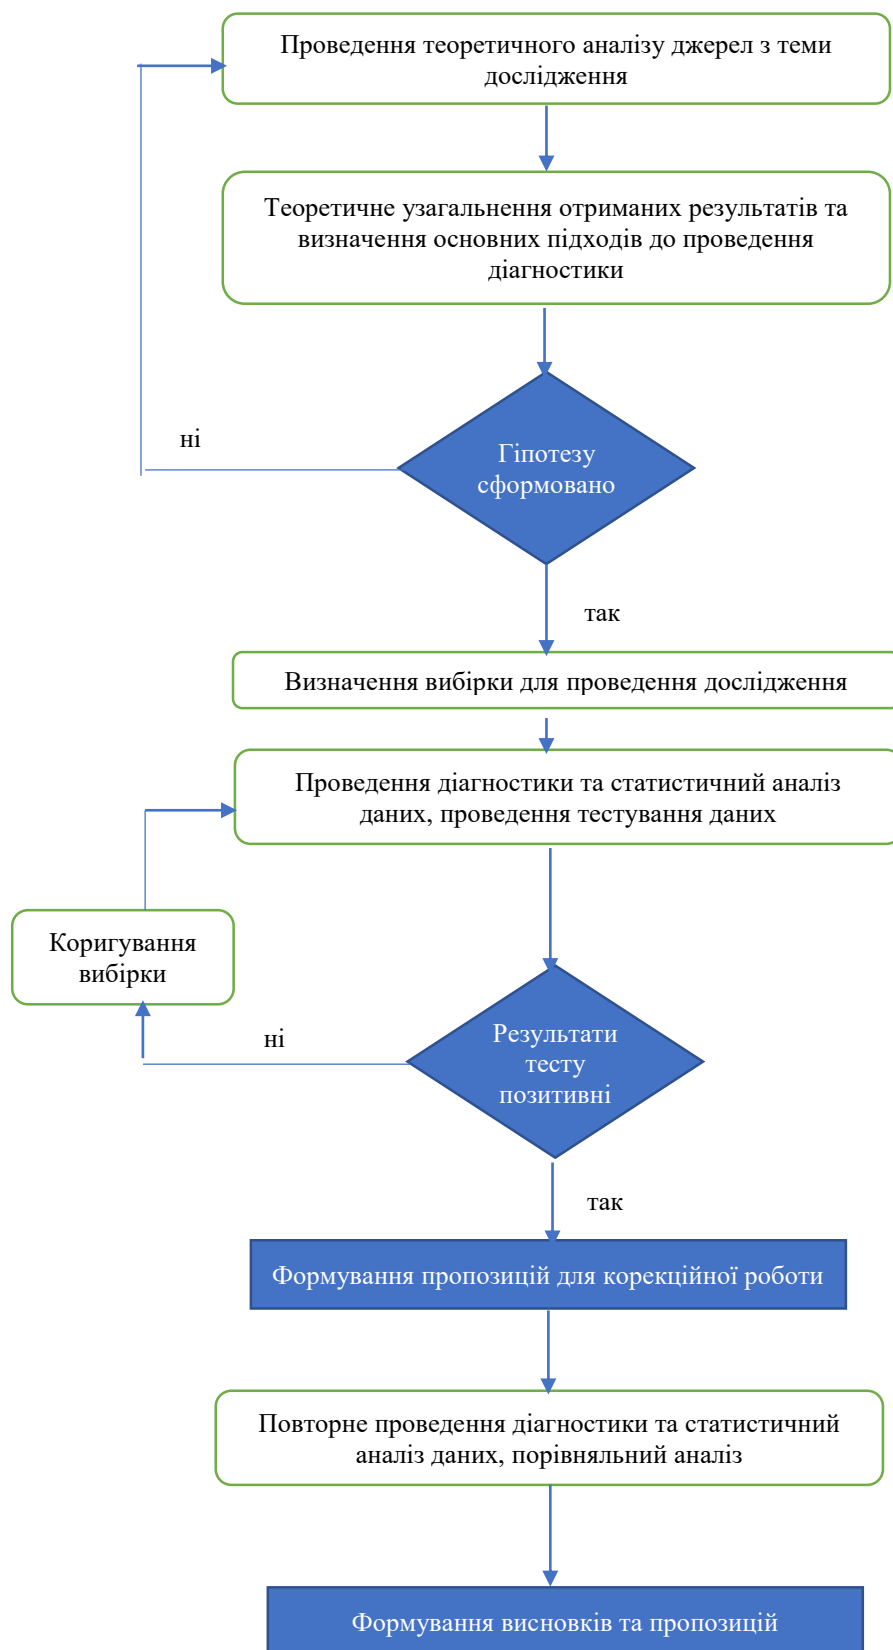 Проведення теоретичного аналізу джерел з теми
дослідження
Теоретичне узагальнення отриманих результатів та
визначення основних підходів до проведення
діагностики
ні
Гіпотезу
сформовано
так
Визначення вибірки для проведення дослідження
Проведення діагностики та статистичний аналіз
даних, проведення тестування даних
Коригування
вибірки
ні
Результати
тесту
позитивні
так
Формування пропозицій для корекційної роботи
Повторне проведення діагностики та статистичний
аналіз даних, порівняльний аналіз
Формування висновків та пропозицій